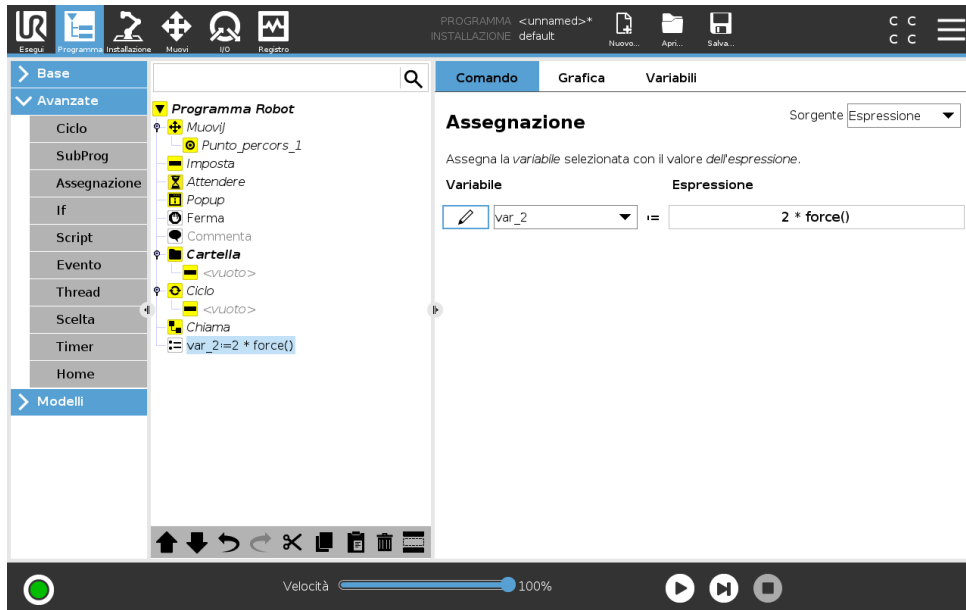 Esegui
Programma
Installazione
Muovi
I/O
Registro
PROGRAMMA <unnamed>*
INSTALLAZIONE default
Nuovo...
Apri...
Salva...
C C
C C
Base
Avanzate
Ciclo
SubProg
Assegnazione
If
Script
Evento
Thread
Scelta
Timer
Home
Modelli
Programma Robot
MuoviJ
Punto_percors_1
Imposta
Attendere
Popup
Ferma
Commenta
Cartella
<vuoto>
Ciclo
<vuoto>
Chiama
var_2:=2 * force()
Comando Grafica Variabili
Assegnazione
Sorgente Espressione
Assegna la variabile selezionata con il valore dell'espressione.
Variabile Espressione
var_2 := 2 * force()
Velocità 100%